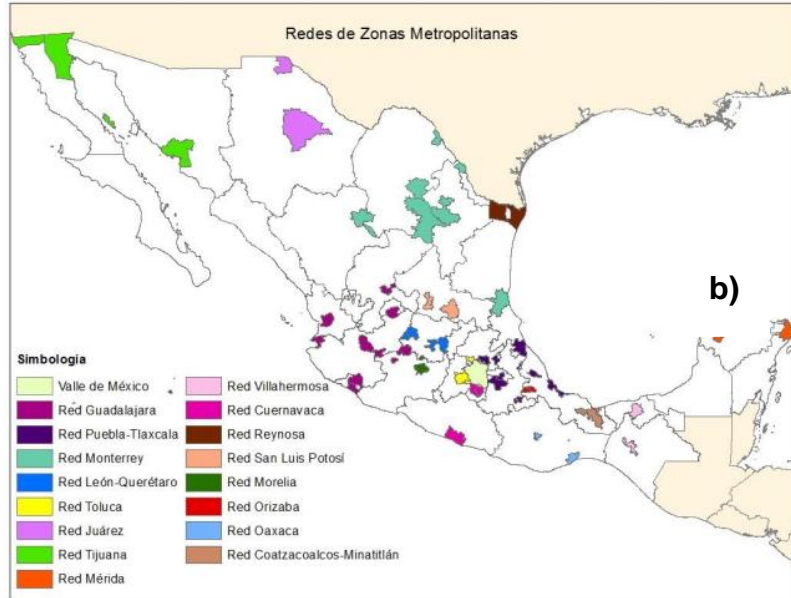 Redes de Zonas Metropolitanas
b)
Simbología
Valle de México
Red Guadalajara
Red Puebla-Tlaxcala
Red Monterrey
Red León-Querétaro
Red Toluca
Red Juárez
Red Tijuana
Red Mérida
Red Villahermosa
Red Cuernavaca
Red Reynosa
Red San Luis Potosí
Red Morelia
Red Orizaba
Red Oaxaca
Red Coatzacoalcos-Minatitlán